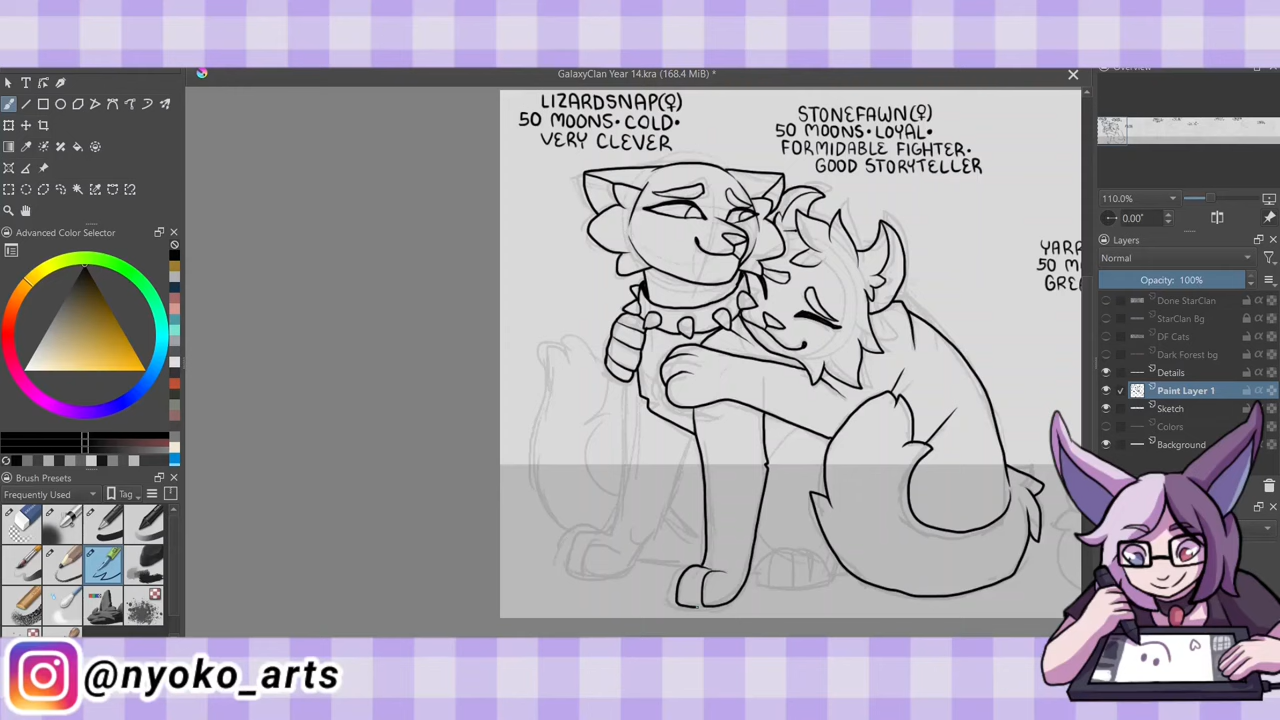 GalaxyClan Year 14.kra (168.4 MiB) *
Overview
110.0%
0.00°
Layers
Normal
Opacity: 100%
Done StarClan
StarClan Bg
DF Cats
Dark Forest bg
Details
Paint Layer 1
Sketch
Colors
Background
Advanced Color Selector
Brush Presets
Frequently Used
Tag
LIZARDSNAP(♀)
50 MOONS•COLD•
VERY CLEVER
STONEFAWN(♀)
50 MOONS•LOYAL•
FORMIDABLE FIGHTER•
GOOD STORYTELLER
50
@nyoko_arts